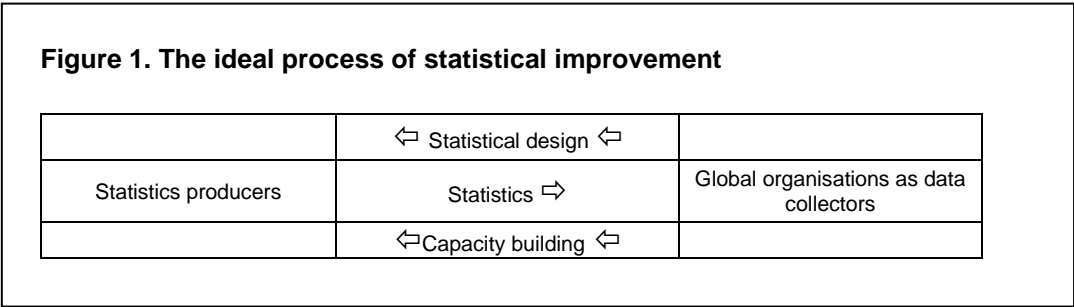 Figure 1. The ideal process of statistical improvement
⇦ Statistical design ⇦
Statistics producers
Statistics ⇨
Global organisations as data
collectors
⇦Capacity building ⇦